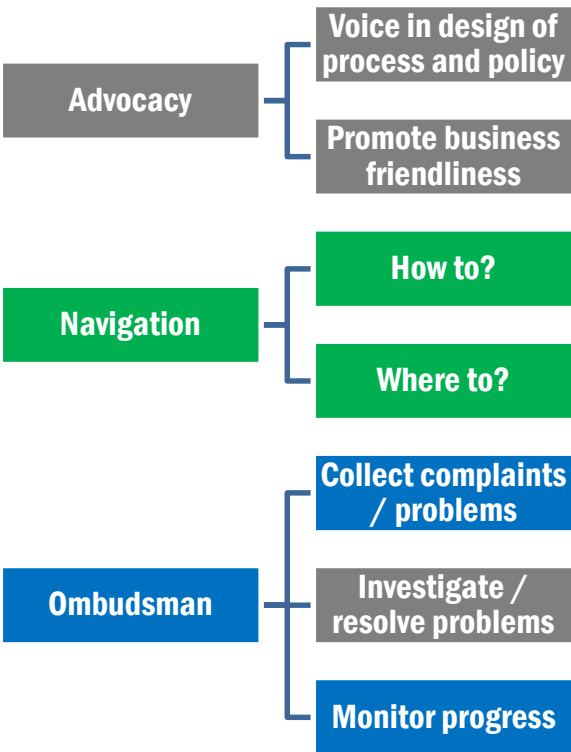 Advocacy
Voice in design of
process and policy
Promote business
friendliness
Navigation
How to?
Where to?
Ombudsman
Collect complaints
/ problems
Investigate /
resolve problems
Monitor progress